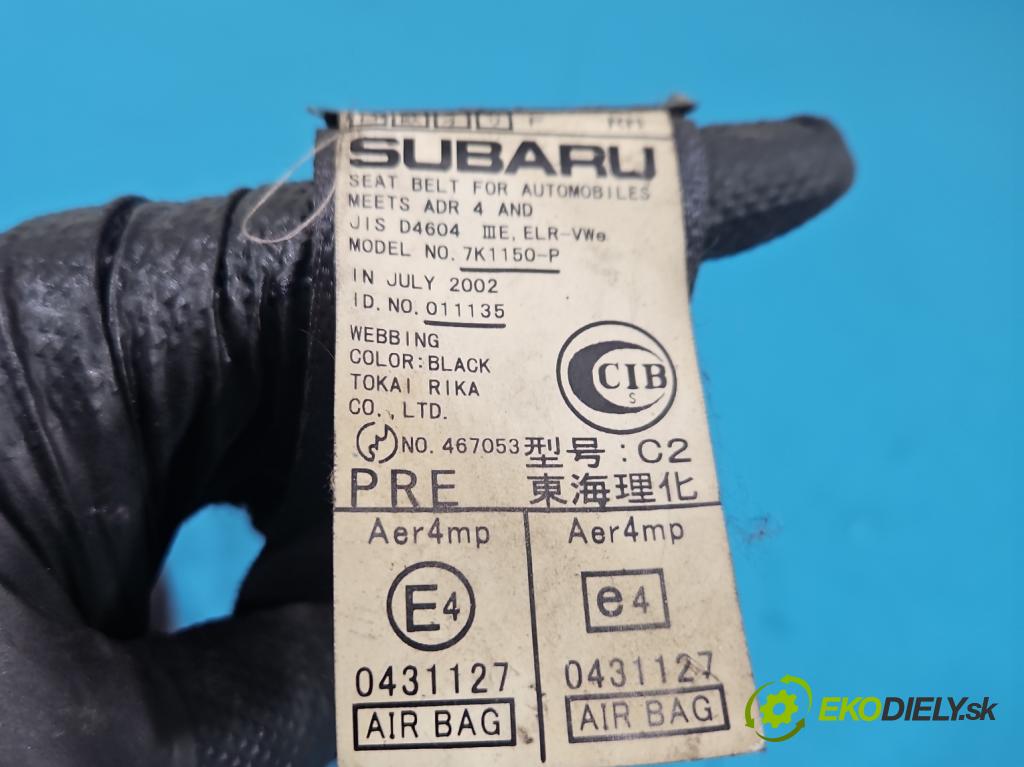 SUBARU
SEAT BELT FOR AUTOMOBILES
MEETS ADR 4 AND
JIS D4604 ⅢE, ELR-VWe
MODEL NO. 7K1150-P
IN JULY 2002
ID. NO. 011135
WEBBING
COLOR:BLACK
TOKAI RIKA
CO., LTD.
CCIB
S
NO. 467053 型号:C2
PRE 東海理化
Aer4mp Aer4mp
E4 e4
0431127 0431127
AIR BAG AIR BAG
EKODIELY.sk